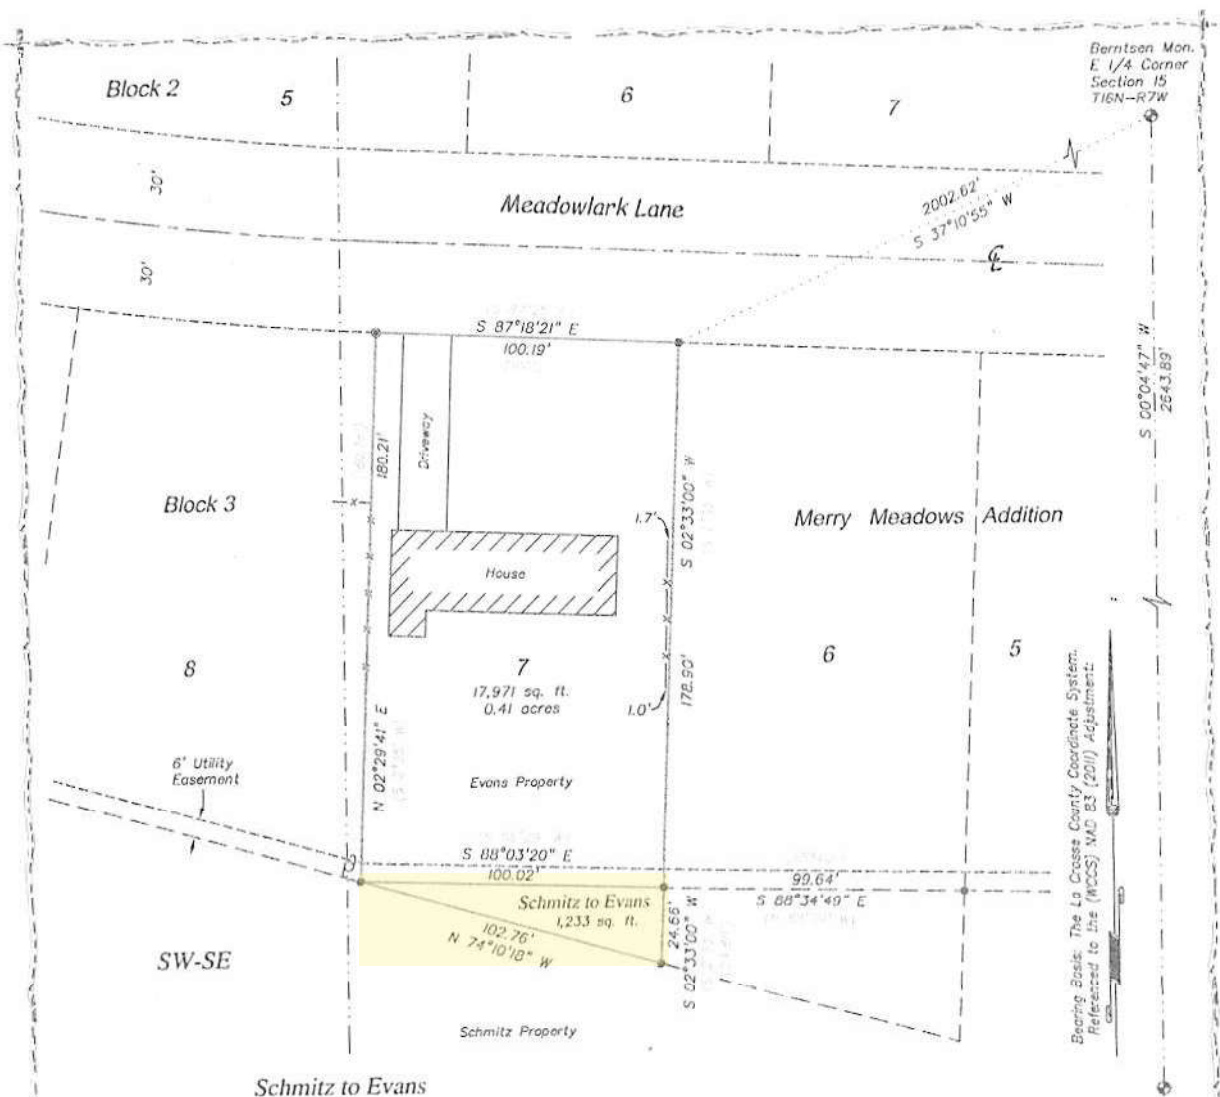 Berntsen Mon.
E 1/4 Corner
Section 15
T16N-R7W
Block 2
5
6
7
30'
Meadowlark Lane
2002.62'
S 37°10'55" W
30'
S 87°18'21" E
100.19'
S 00°04'47" W
2643.89'
180.21'
Driveway
Block 3
1.7'
S 02°33'00" W
Merry Meadows Addition
House
8
7
6
5
17,971 sq. ft.
0.41 acres
1.0'
178.90'
N 02°29'41" E
6' Utility
Easement
Evans Property
S 88°03'20" E
100.02'
99.64'
S 88°34'49" E
Schmitz to Evans
1,233 sq. ft.
102.76'
N 74°10'18" W
24.66'
S 02°33'00" W
SW-SE
Schmitz Property
Bearing Basis: The La Crosse County Coordinate System.
Referenced to the (WCCS) NAD 83 (2011) Adjustment:
Schmitz to Evans